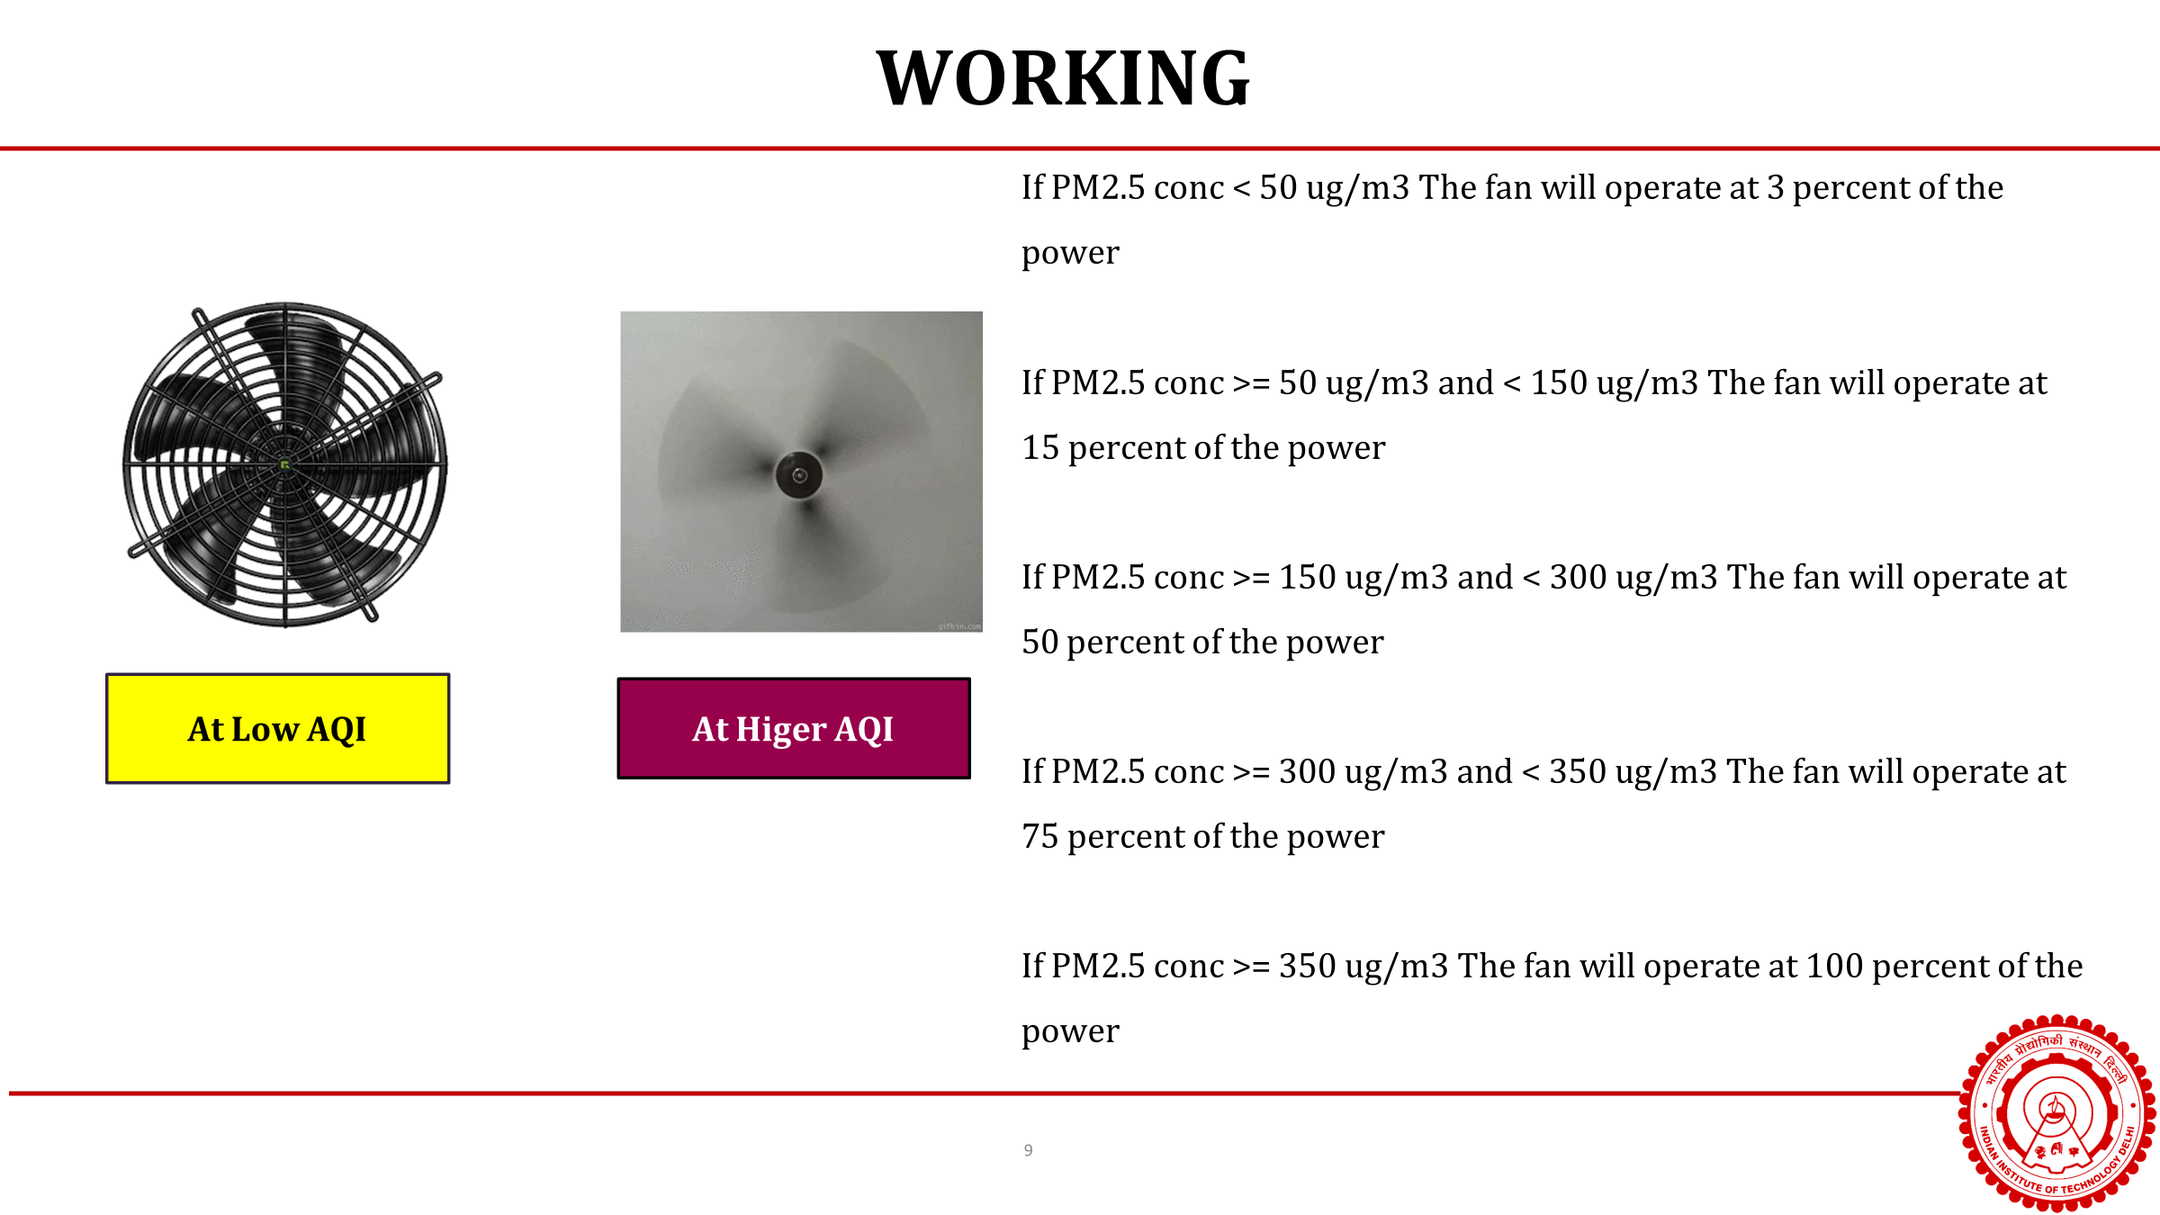 WORKING
If PM2.5 conc < 50 ug/m3 The fan will operate at 3 percent of the
power
If PM2.5 conc >= 50 ug/m3 and < 150 ug/m3 The fan will operate at
15 percent of the power
If PM2.5 conc >= 150 ug/m3 and < 300 ug/m3 The fan will operate at
50 percent of the power
If PM2.5 conc >= 300 ug/m3 and < 350 ug/m3 The fan will operate at
75 percent of the power
If PM2.5 conc >= 350 ug/m3 The fan will operate at 100 percent of the
power
gifbin.com
At Low AQI
At Higer AQI
9
भारतीय प्रौद्योगिकी संस्थान दिल्ली
INDIAN INSTITUTE OF TECHNOLOGY DELHI